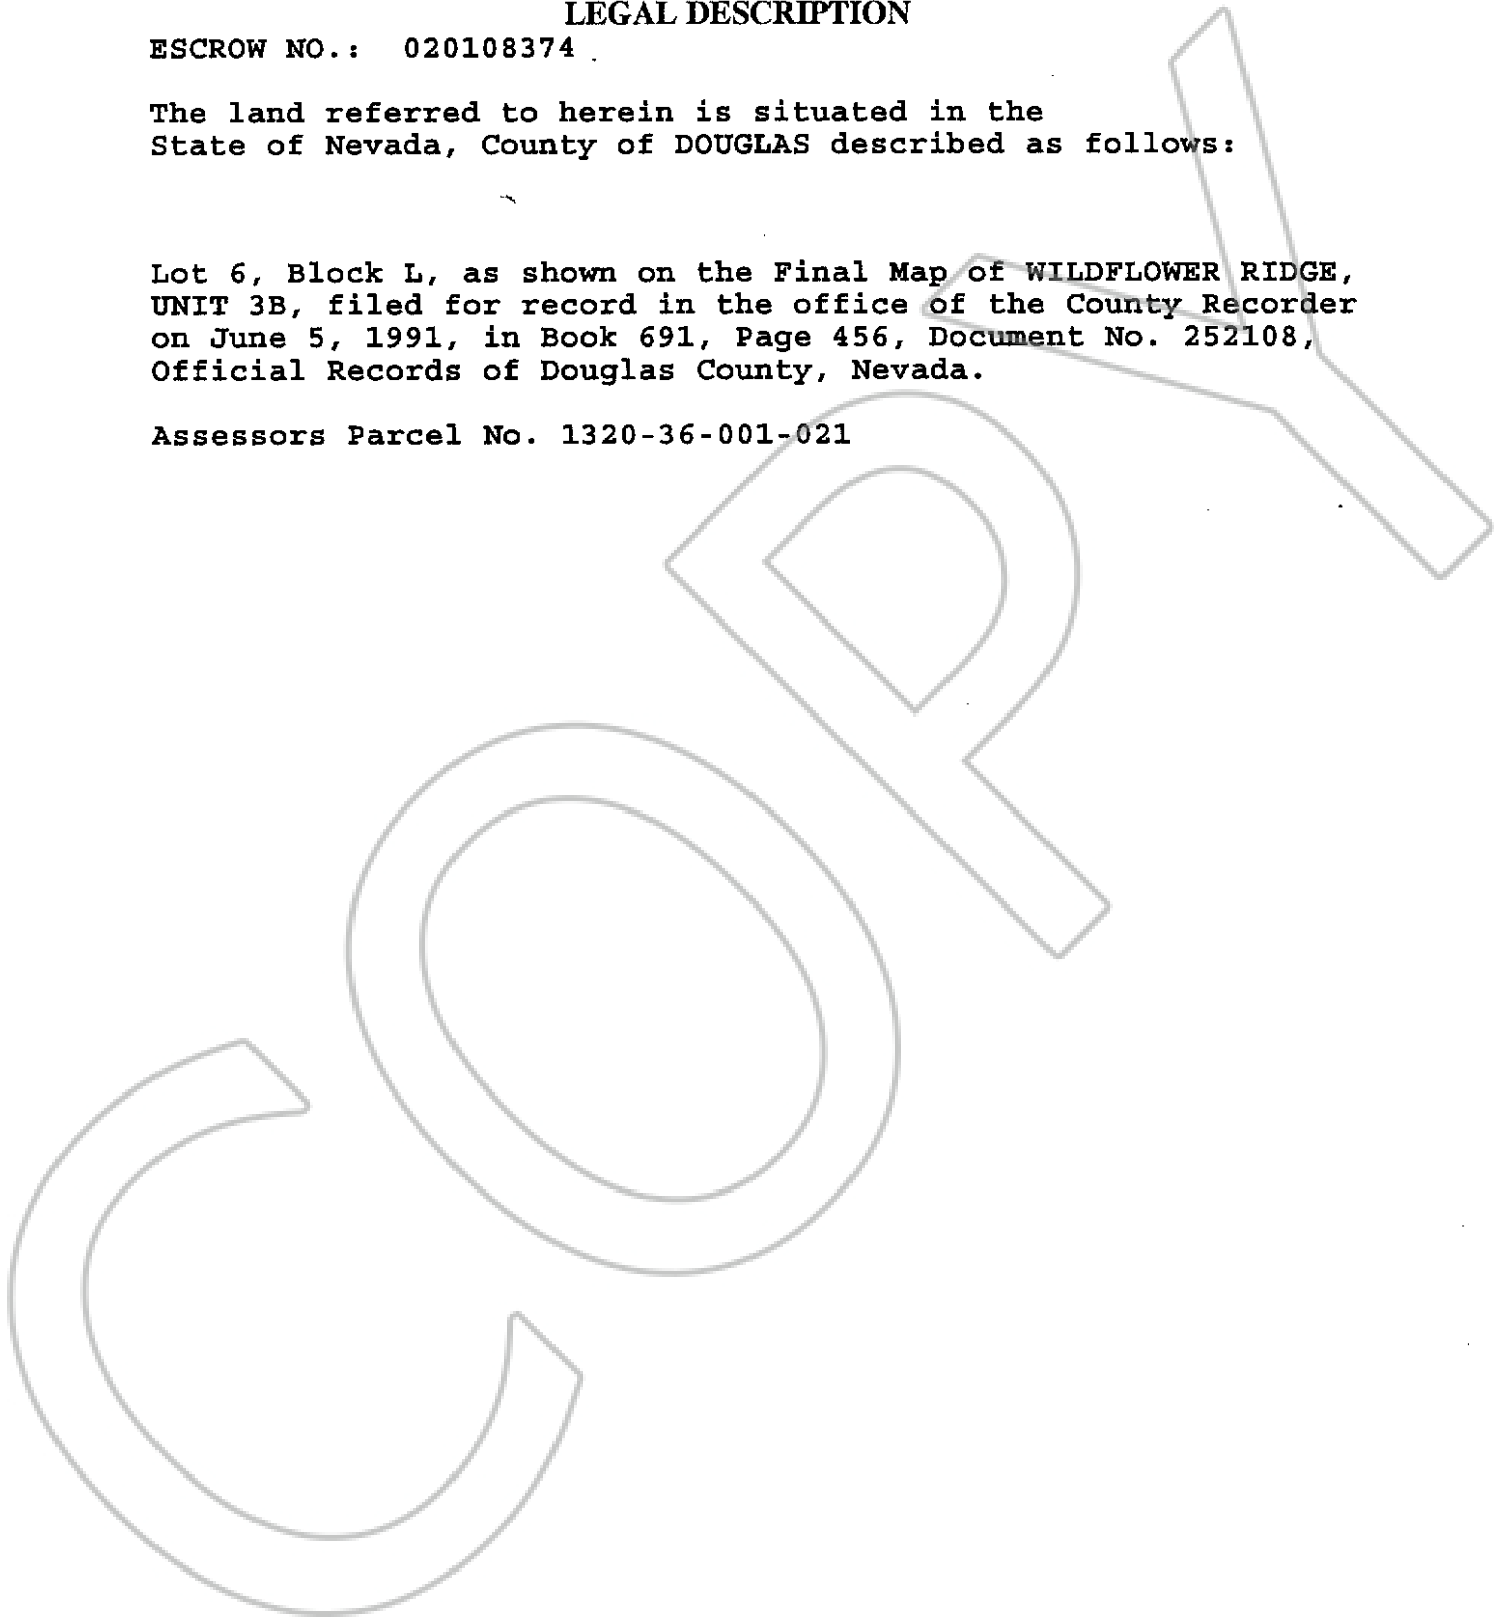 LEGAL DESCRIPTION
ESCROW NO.: 020108374
The land referred to herein is situated in the
State of Nevada, County of DOUGLAS described as follows:
Lot 6, Block L, as shown on the Final Map of WILDFLOWER RIDGE,
UNIT 3B, filed for record in the office of the County Recorder
on June 5, 1991, in Book 691, Page 456, Document No. 252108,
Official Records of Douglas County, Nevada.
Assessors Parcel No. 1320-36-001-021
COPY